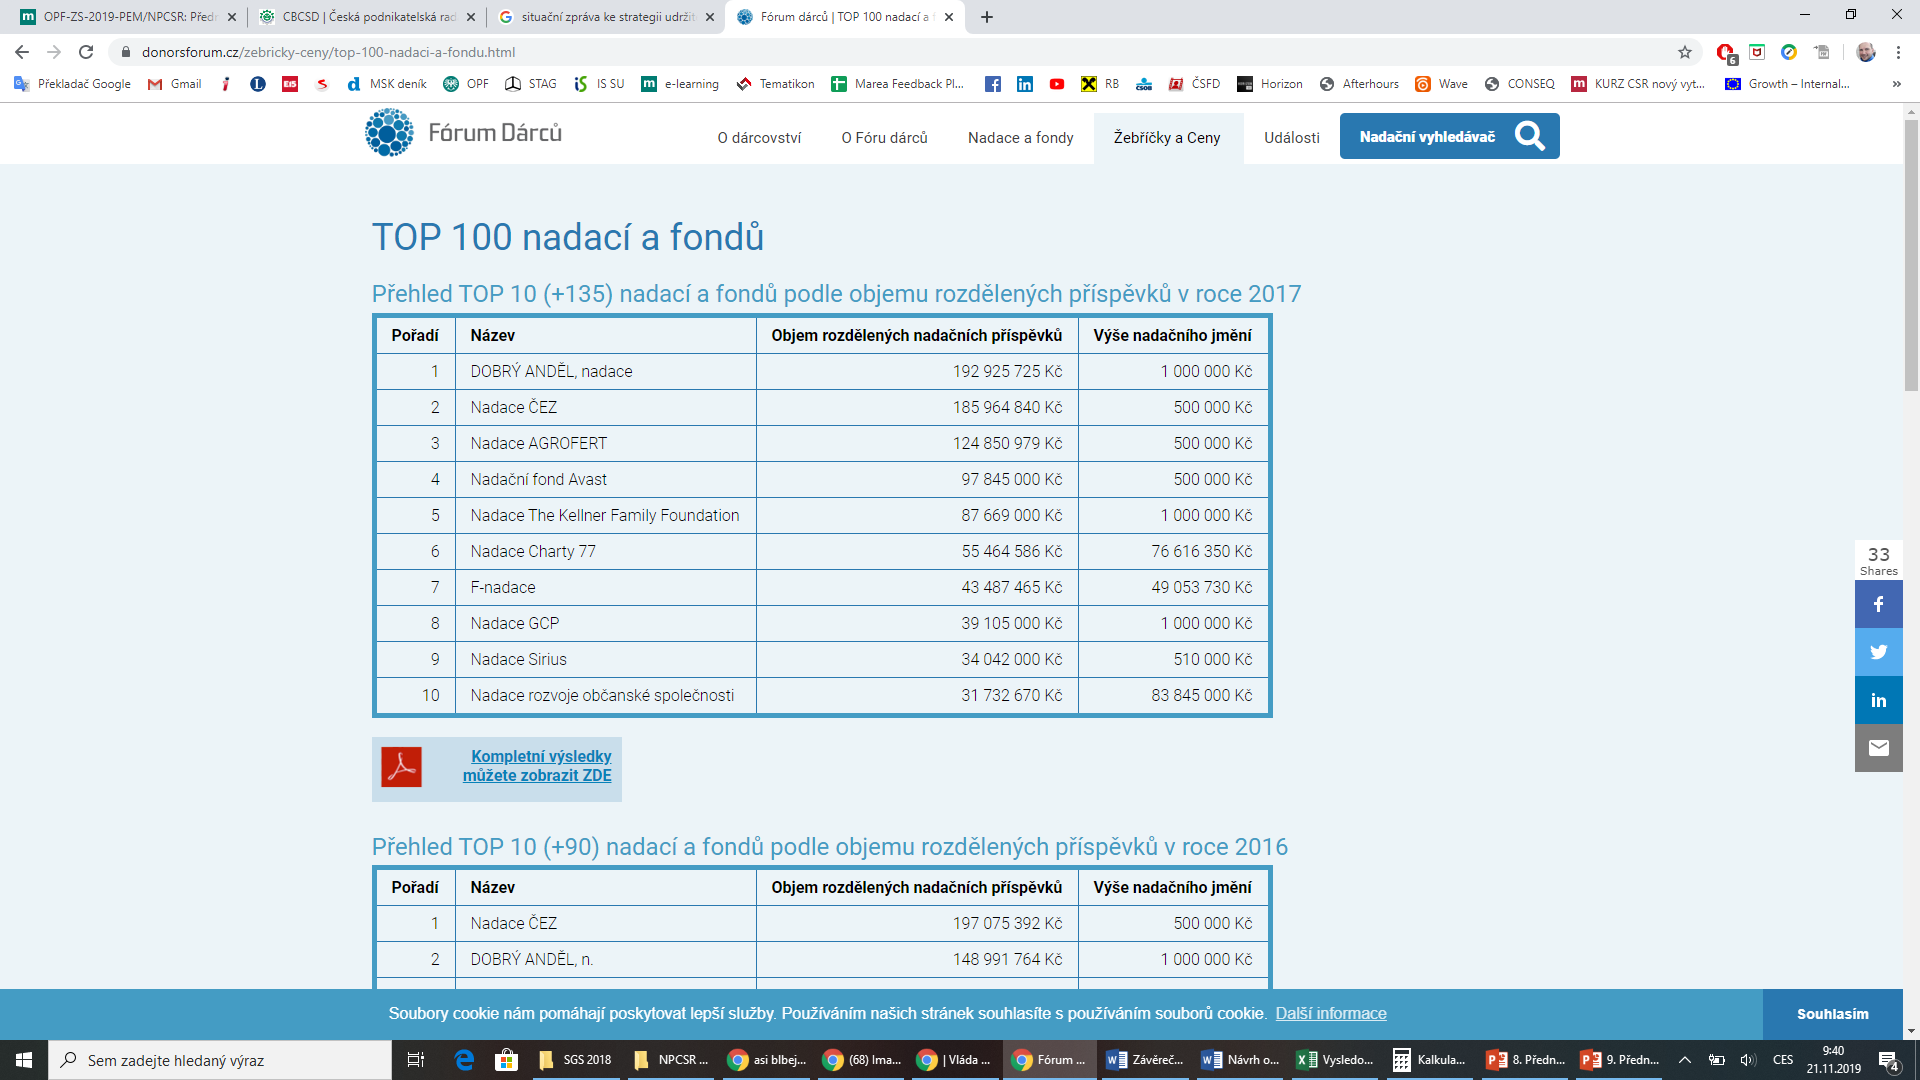 OPF-ZS-2019-PEM/NPCSR: Předn
CBCSD | Česká podnikatelská rad
situační zpráva ke strategii udržit
Fórum dárců | TOP 100 nadací a f
donorsforum.cz/zebricky-ceny/top-100-nadaci-a-fondu.html
6
Překladač Google Gmail MSK deník OPF STAG IS SU e-learning Tematikon Marea Feedback Pl... RB ČSFD Horizon Afterhours Wave CONSEQ KURZ CSR nový vyt... Growth – Internal... »
Fórum Dárců
O dárcovství O Fóru dárců Nadace a fondy Žebříčky a Ceny Události Nadační vyhledávač
TOP 100 nadací a fondů
Přehled TOP 10 (+135) nadací a fondů podle objemu rozdělených příspěvků v roce 2017
Pořadí Název Objem rozdělených nadačních příspěvků Výše nadačního jmění
1 DOBRÝ ANDĚL, nadace 192 925 725 Kč 1 000 000 Kč
2 Nadace ČEZ 185 964 840 Kč 500 000 Kč
3 Nadace AGROFERT 124 850 979 Kč 500 000 Kč
4 Nadační fond Avast 97 845 000 Kč 500 000 Kč
5 Nadace The Kellner Family Foundation 87 669 000 Kč 1 000 000 Kč
6 Nadace Charty 77 55 464 586 Kč 76 616 350 Kč
7 F-nadace 43 487 465 Kč 49 053 730 Kč
8 Nadace GCP 39 105 000 Kč 1 000 000 Kč
9 Nadace Sirius 34 042 000 Kč 510 000 Kč
10 Nadace rozvoje občanské společnosti 31 732 670 Kč 83 845 000 Kč
33
Shares
Kompletní výsledky
můžete zobrazit ZDE
Přehled TOP 10 (+90) nadací a fondů podle objemu rozdělených příspěvků v roce 2016
Pořadí Název Objem rozdělených nadačních příspěvků Výše nadačního jmění
1 Nadace ČEZ 197 075 392 Kč 500 000 Kč
2 DOBRÝ ANDĚL, n. 148 991 764 Kč 1 000 000 Kč
Soubory cookie nám pomáhají poskytovat lepší služby. Používáním našich stránek souhlasíte s používáním souborů cookie. Další informace Souhlasím
Sem zadejte hledaný výraz SGS 2018 NPCSR ... asi blbej... (68) Ima... | Vláda ... Fórum ... Závěreč... Návrh o... Vysledo... Kalkula... 8. Předn... 9. Předn... CES
9:40
21.11.2019
4